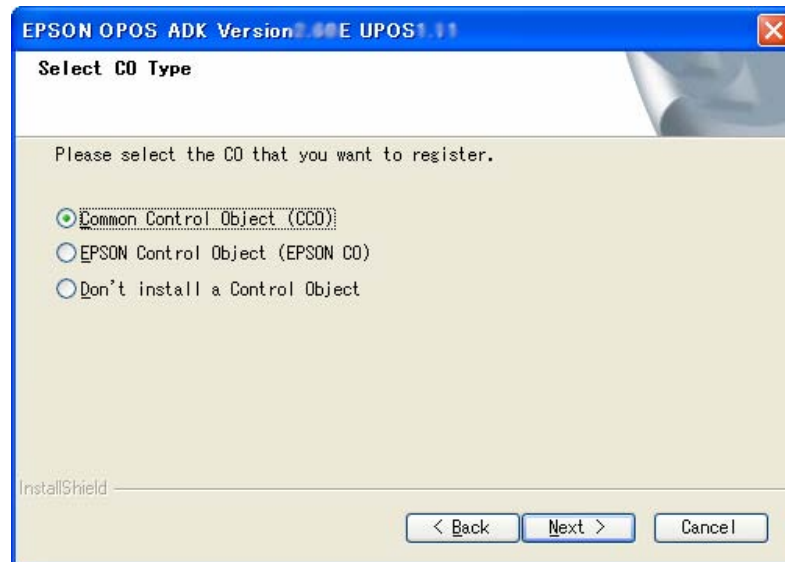 EPSON OPOS ADK Version E UPOS
Select CO Type
Please select the CO that you want to register.
Common Control Object (CCO)
EPSON Control Object (EPSON CO)
Don't install a Control Object
InstallShield
< Back Next > Cancel